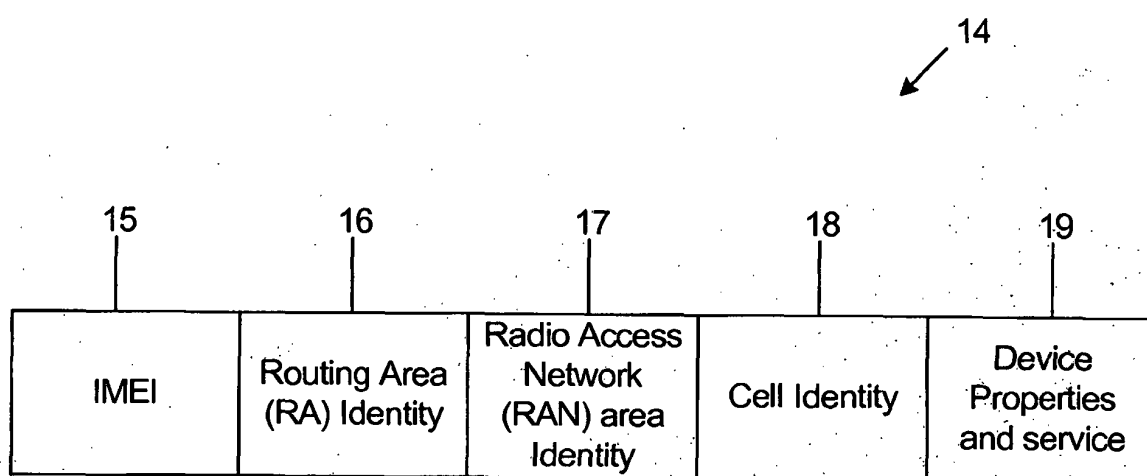 14
15 16 17 18 19
IMEI
Routing Area
(RA) Identity
Radio Access
Network
(RAN) area
Identity
Cell Identity
Device
Properties
and service